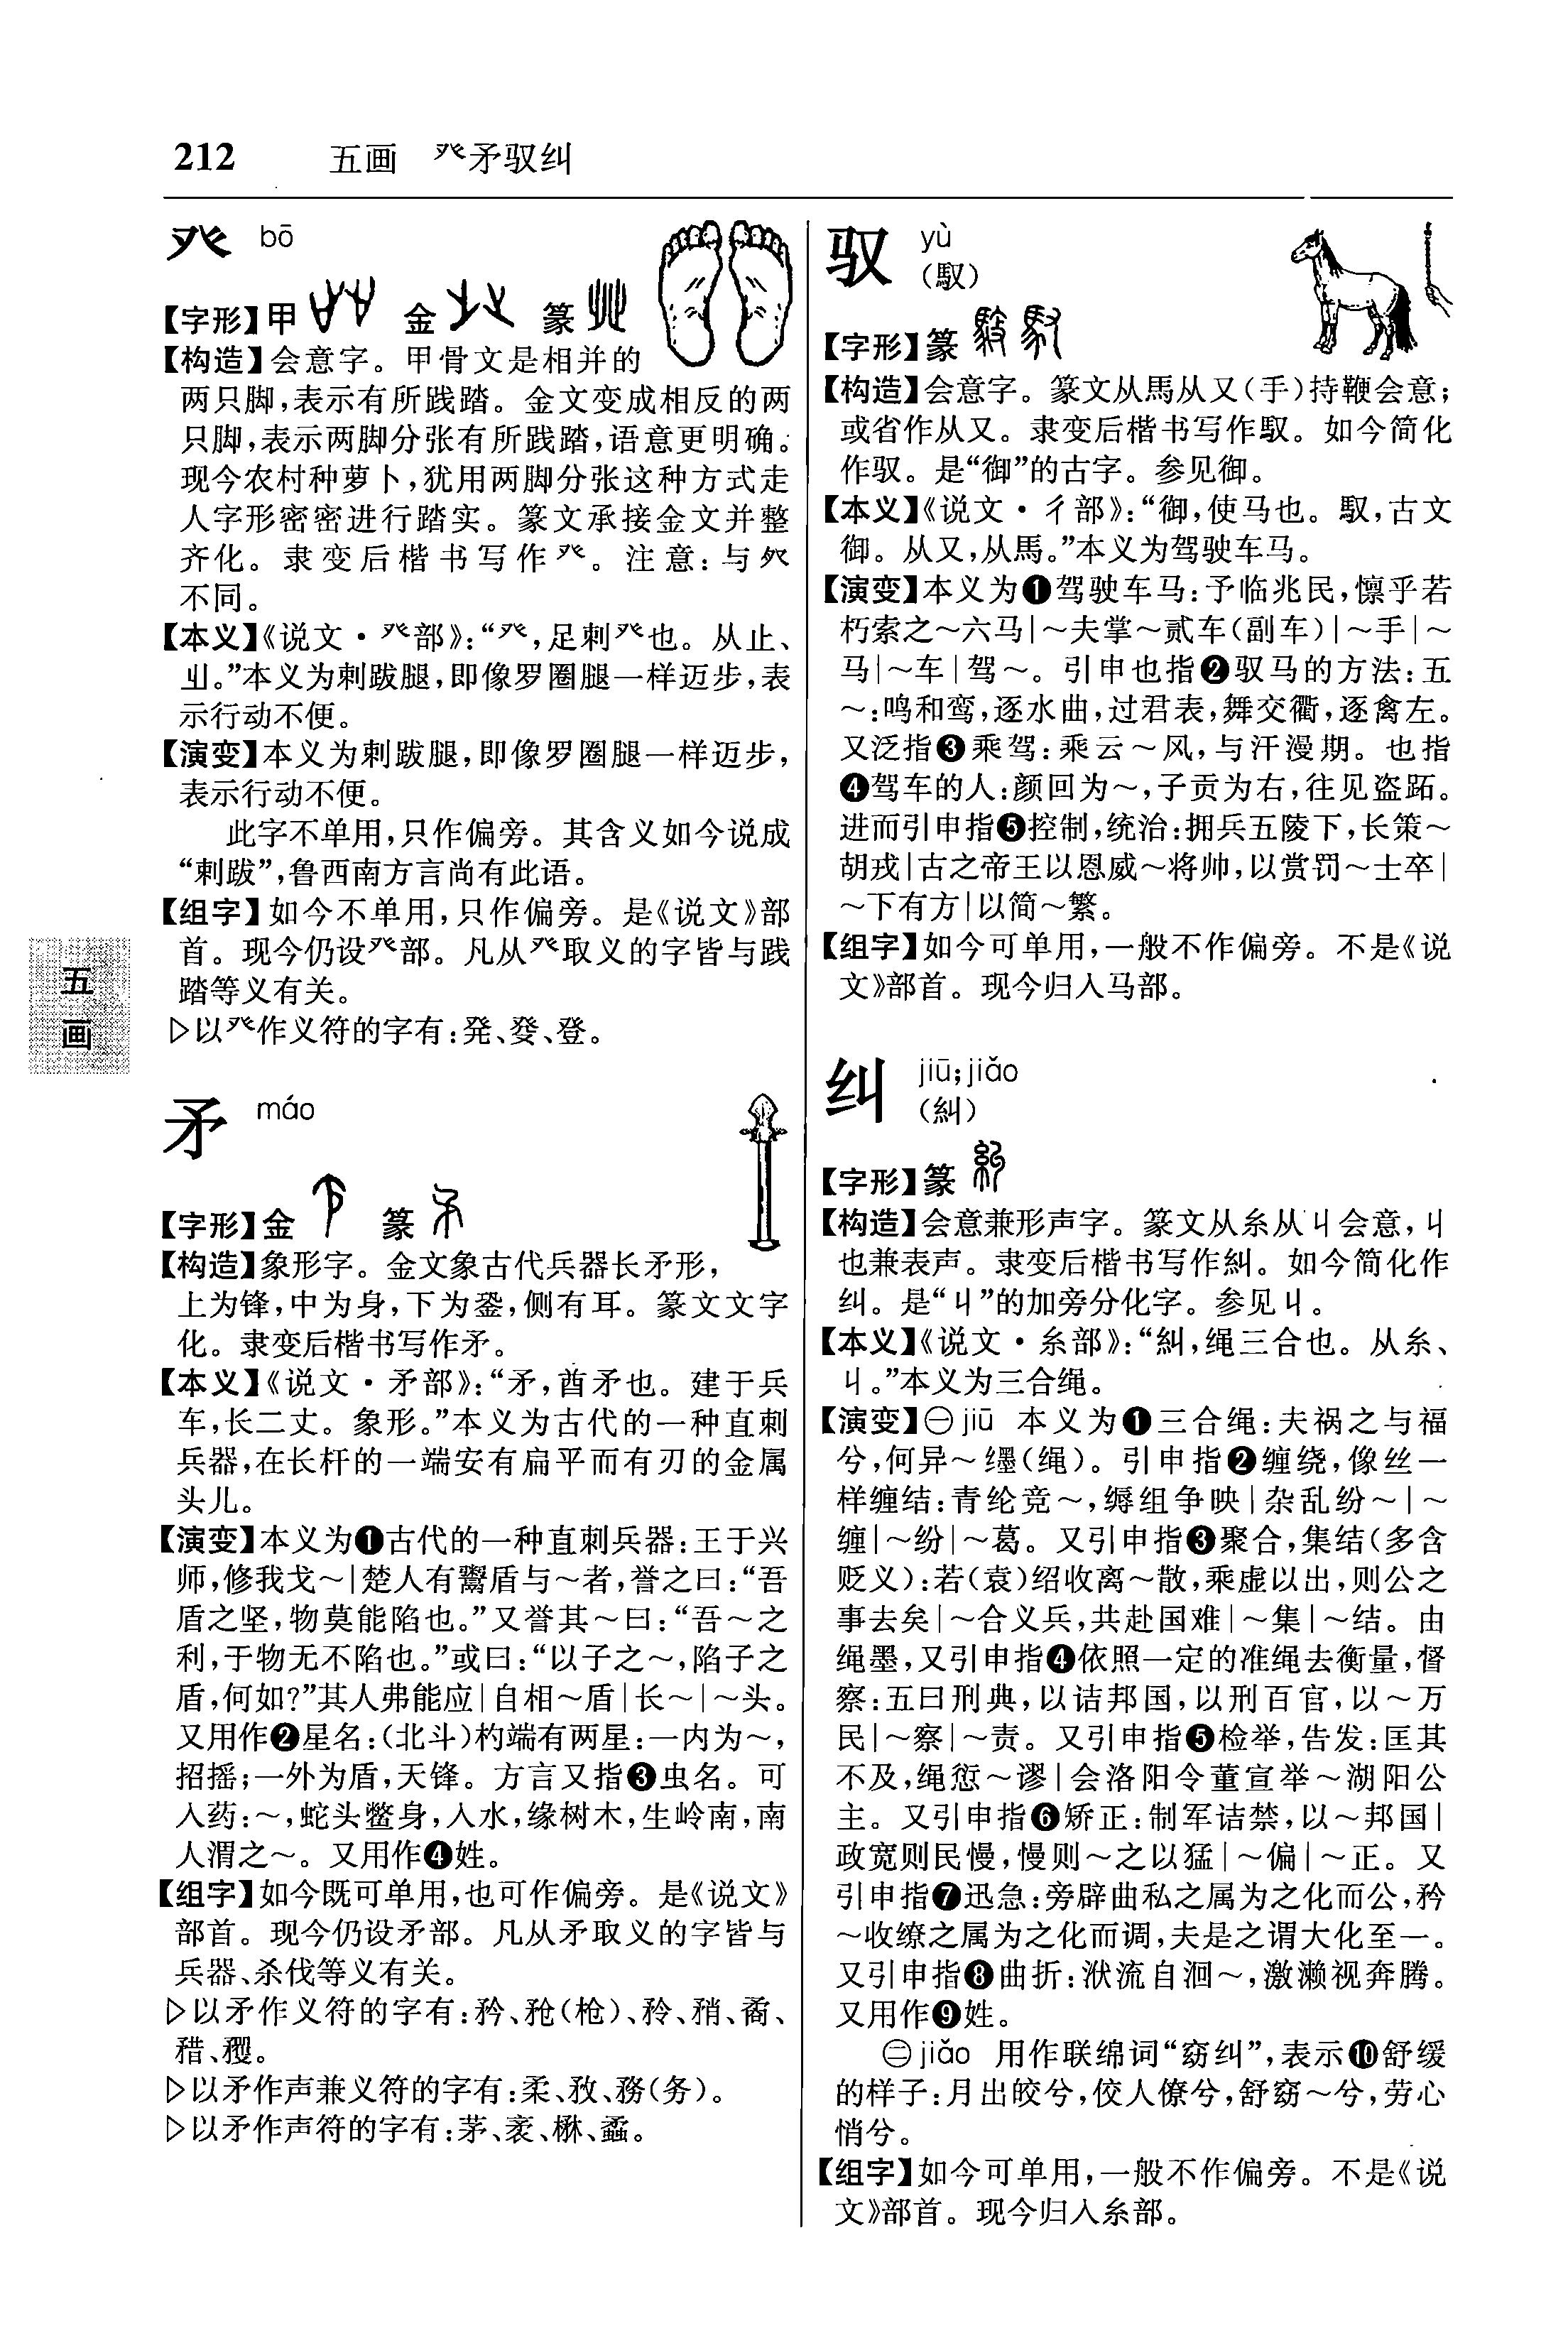 212 五画 癶矛驭纠
癶 bō
【字形】甲 金 篆
【构造】会意字。甲骨文是相并的
两只脚,表示有所践踏。金文变成相反的两
只脚,表示两脚分张有所践踏,语意更明确。
现今农村种萝卜,犹用两脚分张这种方式走
人字形密密进行踏实。篆文承接金文并整
齐化。隶变后楷书写作癶。注意:与癶
不同。
【本义】《说文·癶部》:“癶,足剌癶也。从止、
𣥂。”本义为剌跋腿,即像罗圈腿一样迈步,表
示行动不便。
【演变】本义为剌跋腿,即像罗圈腿一样迈步,
表示行动不便。
此字不单用,只作偏旁。其含义如今说成
“剌跋”,鲁西南方言尚有此语。
【组字】如今不单用,只作偏旁。是《说文》部
首。现今仍设癶部。凡从癶取义的字皆与践
踏等义有关。
▷以癶作义符的字有:発、癹、登。
五
画
矛 máo
【字形】金 篆
【构造】象形字。金文象古代兵器长矛形,
上为锋,中为身,下为銎,侧有耳。篆文文字
化。隶变后楷书写作矛。
【本义】《说文·矛部》:“矛,酋矛也。建于兵
车,长二丈。象形。”本义为古代的一种直刺
兵器,在长杆的一端安有扁平而有刃的金属
头儿。
【演变】本义为❶古代的一种直刺兵器:王于兴
师,修我戈~|楚人有鬻盾与~者,誉之曰:“吾
盾之坚,物莫能陷也。”又誉其~曰:“吾~之
利,于物无不陷也。”或曰:“以子之~,陷子之
盾,何如?”其人弗能应|自相~盾|长~|~头。
又用作❷星名:(北斗)杓端有两星:一内为~,
招摇;一外为盾,天锋。方言又指❸虫名。可
入药:~,蛇头鳖身,入水,缘树木,生岭南,南
人渭之~。又用作❹姓。
【组字】如今既可单用,也可作偏旁。是《说文》
部首。现今仍设矛部。凡从矛取义的字皆与
兵器、杀伐等义有关。
▷以矛作义符的字有:矜、䂎(枪)、矝、矟、矞、
矠、䂊。
▷以矛作声兼义符的字有:柔、敄、務(务)。
▷以矛作声符的字有:茅、袤、楙、蟊。
驭 yù
(馭)
【字形】篆
【构造】会意字。篆文从馬从又(手)持鞭会意;
或省作从又。隶变后楷书写作馭。如今简化
作驭。是“御”的古字。参见御。
【本义】《说文·彳部》:“御,使马也。馭,古文
御。从又,从馬。”本义为驾驶车马。
【演变】本义为❶驾驶车马:予临兆民,懔乎若
朽索之~六马|~夫掌~贰车(副车)|~手|~
马|~车|驾~。引申也指❷驭马的方法:五
~:鸣和鸾,逐水曲,过君表,舞交衢,逐禽左。
又泛指❸乘驾:乘云~风,与汗漫期。也指
❹驾车的人:颜回为~,子贡为右,往见盗跖。
进而引申指❺控制,统治:拥兵五陵下,长策~
胡戎|古之帝王以恩威~将帅,以赏罚~士卒|
~下有方|以简~繁。
【组字】如今可单用,一般不作偏旁。不是《说
文》部首。现今归入马部。
纠 jiū;jiǎo
(糾)
【字形】篆
【构造】会意兼形声字。篆文从糸从丩会意,丩
也兼表声。隶变后楷书写作糾。如今简化作
纠。是“丩”的加旁分化字。参见丩。
【本义】《说文·糸部》:“糾,绳三合也。从糸、
丩。”本义为三合绳。
【演变】㊀jiū 本义为❶三合绳:夫祸之与福
兮,何异~纆(绳)。引申指❷缠绕,像丝一
样缠结:青纶竞~,缛组争映|杂乱纷~|~
缠|~纷|~葛。又引申指❸聚合,集结(多含
贬义):若(袁)绍收离~散,乘虚以出,则公之
事去矣|~合义兵,共赴国难|~集|~结。由
绳墨,又引申指❹依照一定的准绳去衡量,督
察:五曰刑典,以诘邦国,以刑百官,以~万
民|~察|~责。又引申指❺检举,告发:匡其
不及,绳愆~谬|会洛阳令董宣举~湖阳公
主。又引申指❻矫正:制军诘禁,以~邦国|
政宽则民慢,慢则~之以猛|~偏|~正。又
引申指❼迅急:旁辟曲私之属为之化而公,矜
~收缭之属为之化而调,夫是之谓大化至一。
又引申指❽曲折:洑流自洄~,激濑视奔腾。
又用作❾姓。
㊁jiǎo 用作联绵词“窈纠”,表示❿舒缓
的样子:月出皎兮,佼人僚兮,舒窈~兮,劳心
悄兮。
【组字】如今可单用,一般不作偏旁。不是《说
文》部首。现今归入糸部。